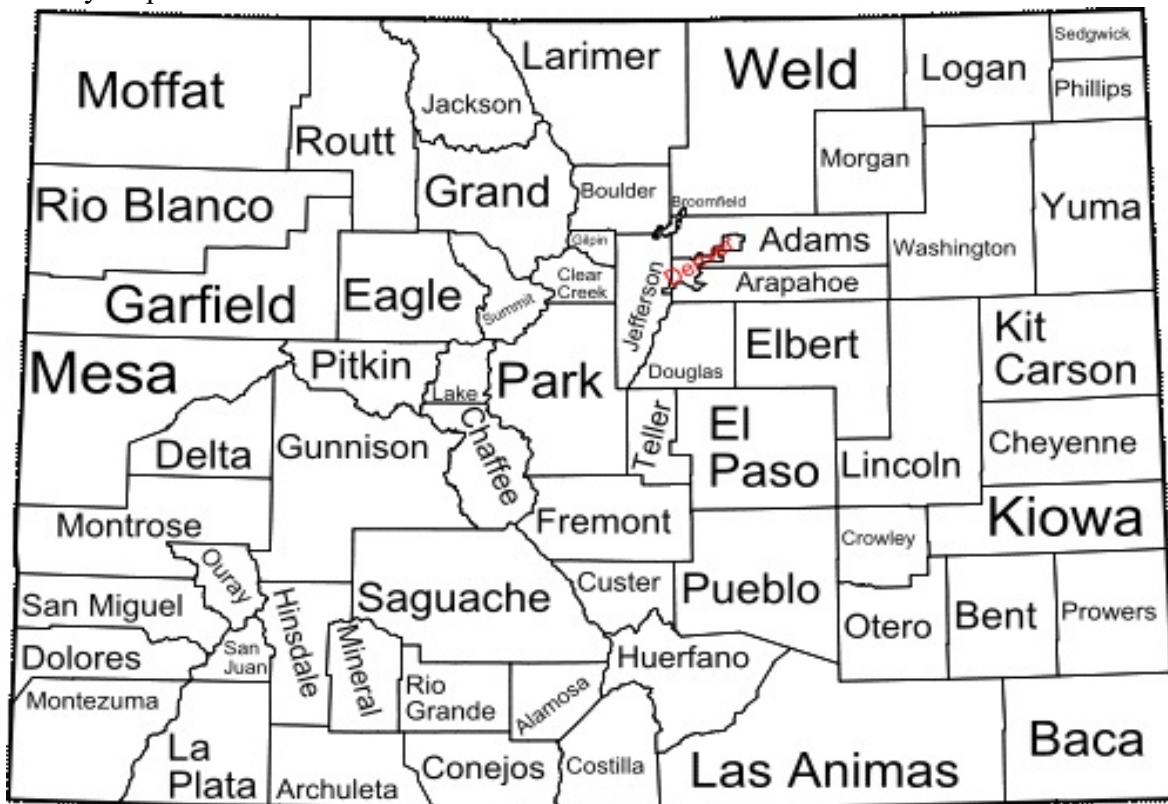 Moffat
Routt
Jackson
Larimer
Weld
Logan
Sedgwick
Phillips
Morgan
Rio Blanco
Grand
Boulder
Broomfield
Yuma
Gilpin
Adams
Washington
Denver
Garfield
Eagle
Summit
Clear
Creek
Jefferson
Arapahoe
Mesa
Pitkin
Lake
Park
Douglas
Elbert
Kit
Carson
Delta
Gunnison
Chaffee
Teller
El
Paso
Lincoln
Cheyenne
Montrose
Fremont
Kiowa
Crowley
Ouray
San Miguel
Hinsdale
Saguache
Custer
Pueblo
Otero
Bent
Prowers
Dolores
San
Juan
Mineral
Rio
Grande
Alamosa
Huerfano
Montezuma
La
Plata
Archuleta
Conejos
Costilla
Las Animas
Baca